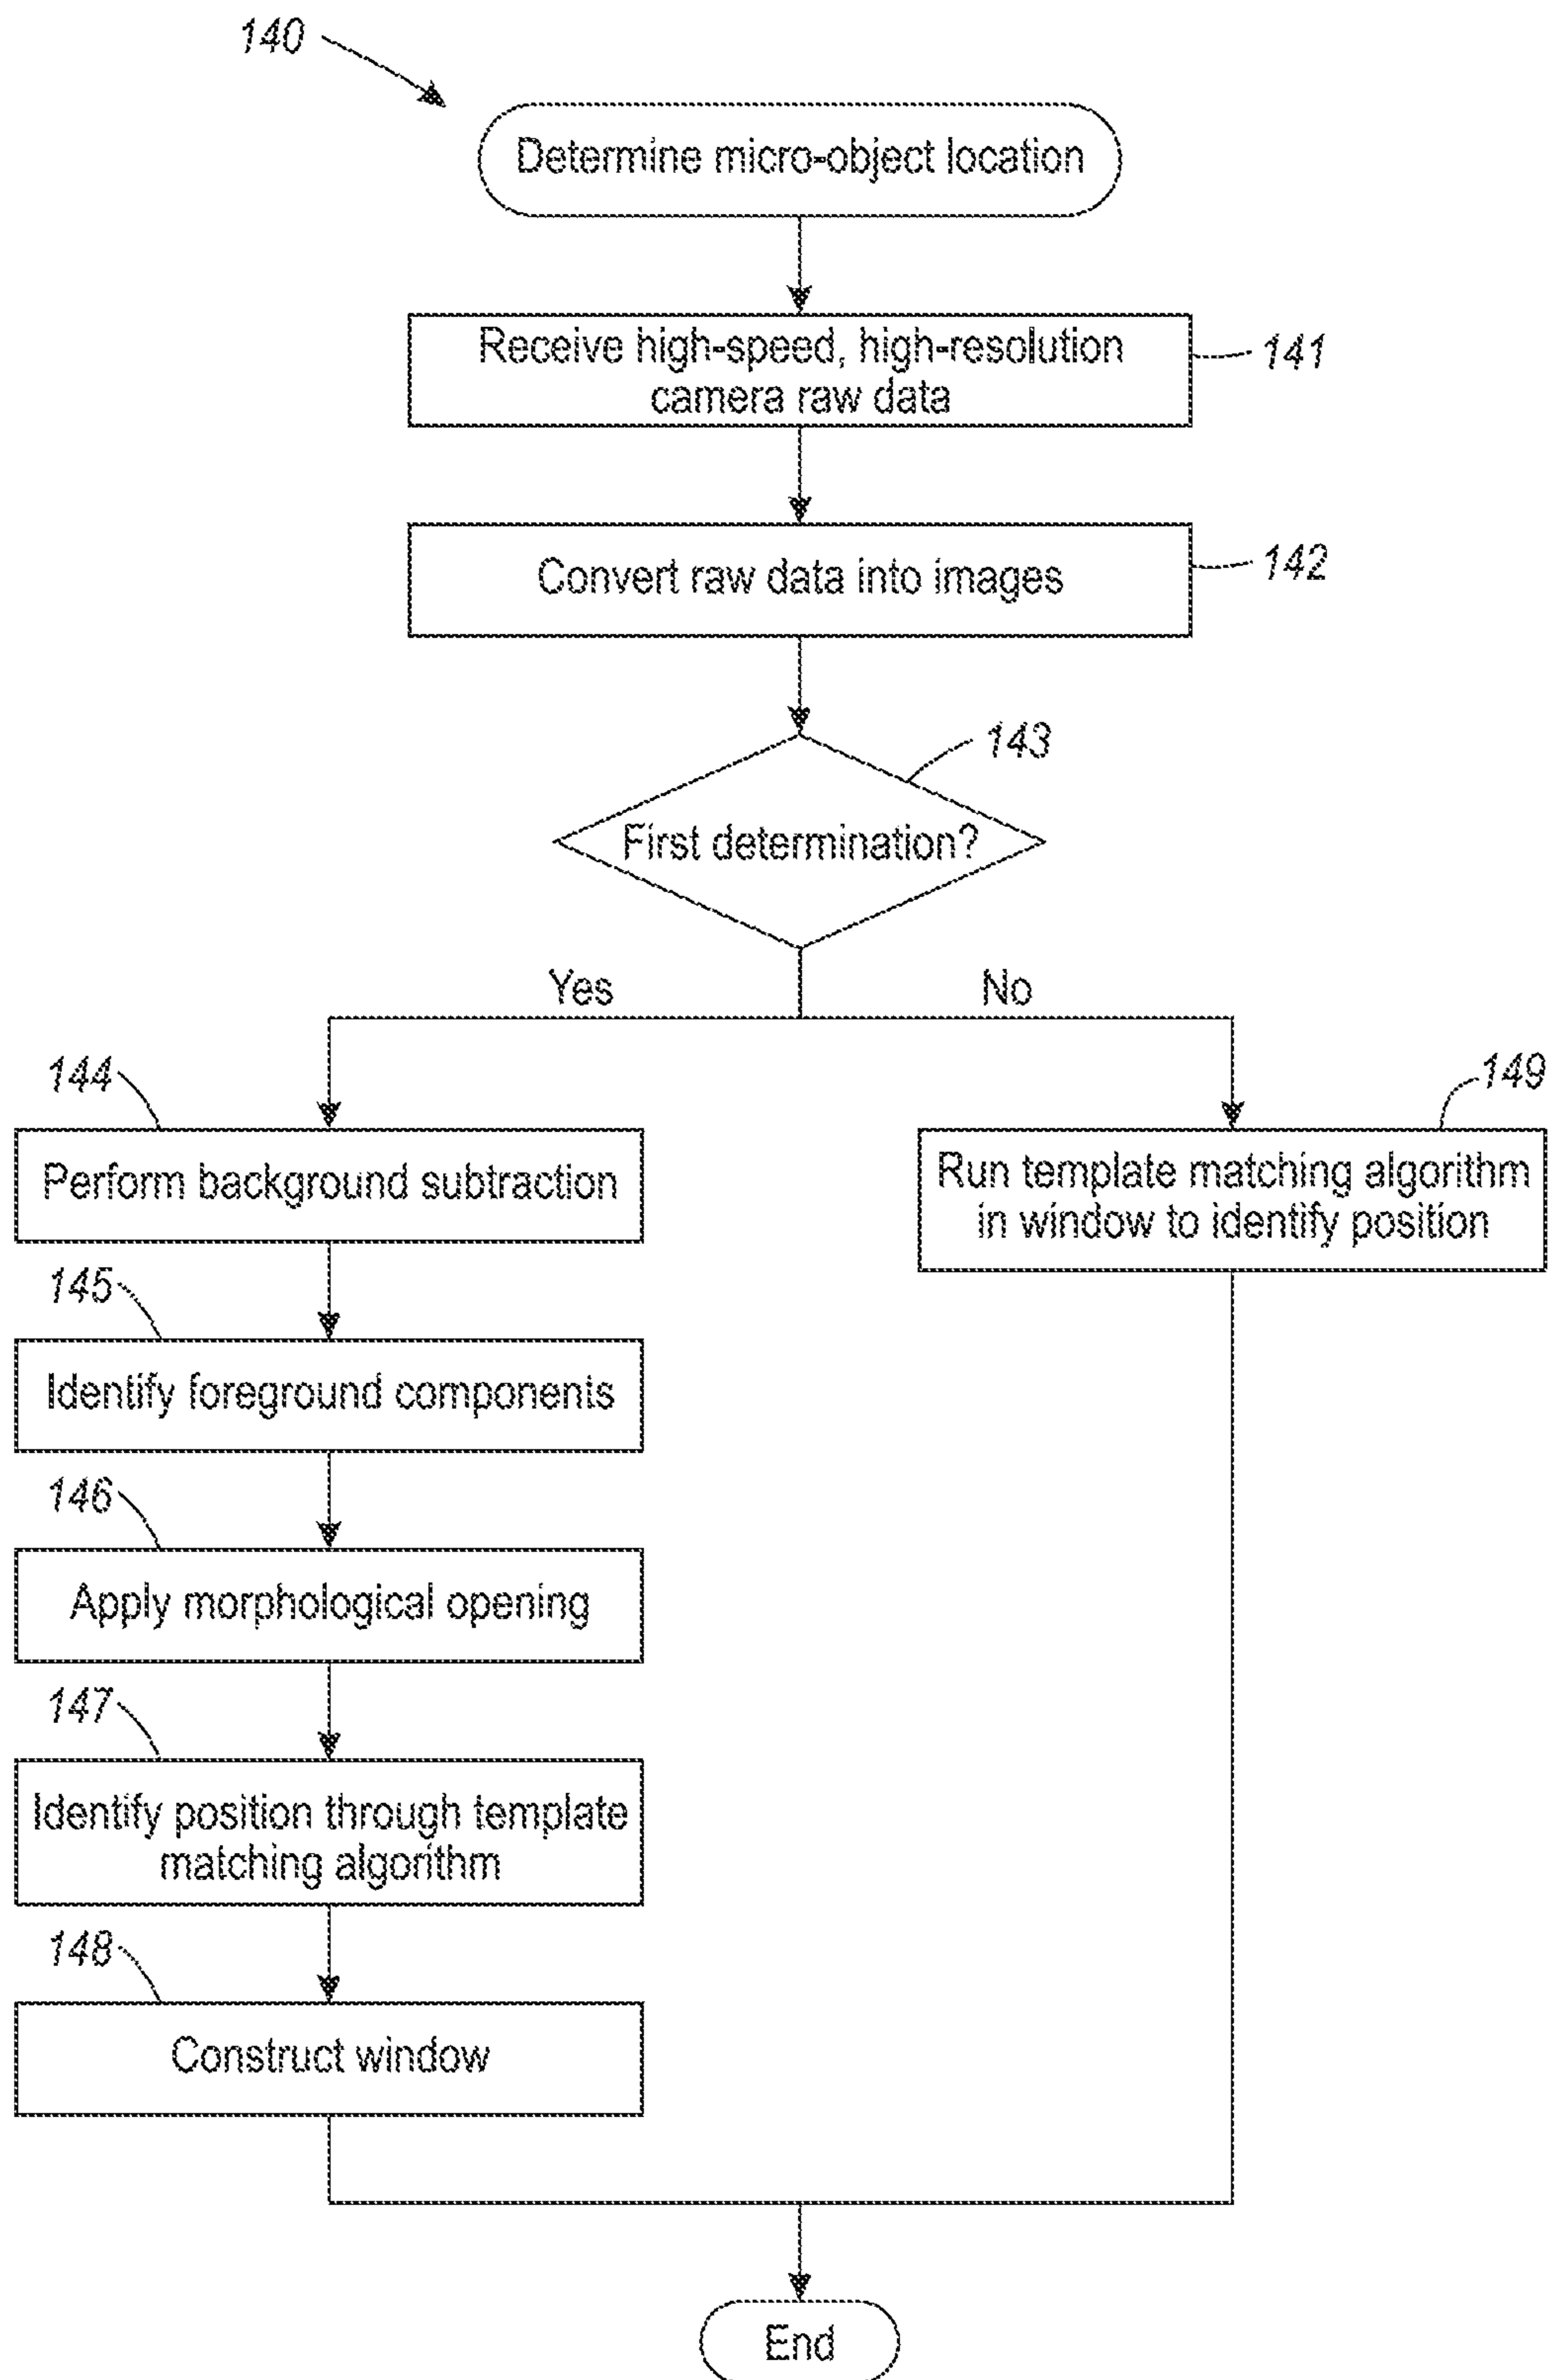 140
Determine micro-object location
Receive high-speed, high-resolution
camera raw data
141
Convert raw data into images
142
143
First determination?
Yes
No
144
Perform background subtraction
149
Run template matching algorithm
in window to identify position
145
Identify foreground components
146
Apply morphological opening
147
Identify position through template
matching algorithm
148
Construct window
End